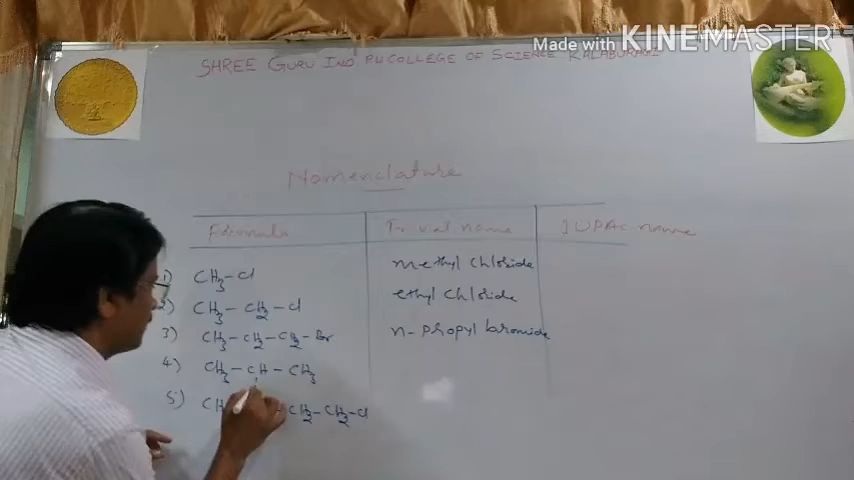 Made with KINEMASTER
SHREE GURU IND PU COLLEGE OF SCIENCE KALABURAGI
Nomenclature
Formula Trivial name IUPAC name
1) CH3-Cl methyl chloride
2) CH3-CH2-Cl ethyl chloride
3) CH3-CH2-CH2-Br n-propyl bromide
4) CH3-CH-CH3
5) CH CH2-CH2-Cl